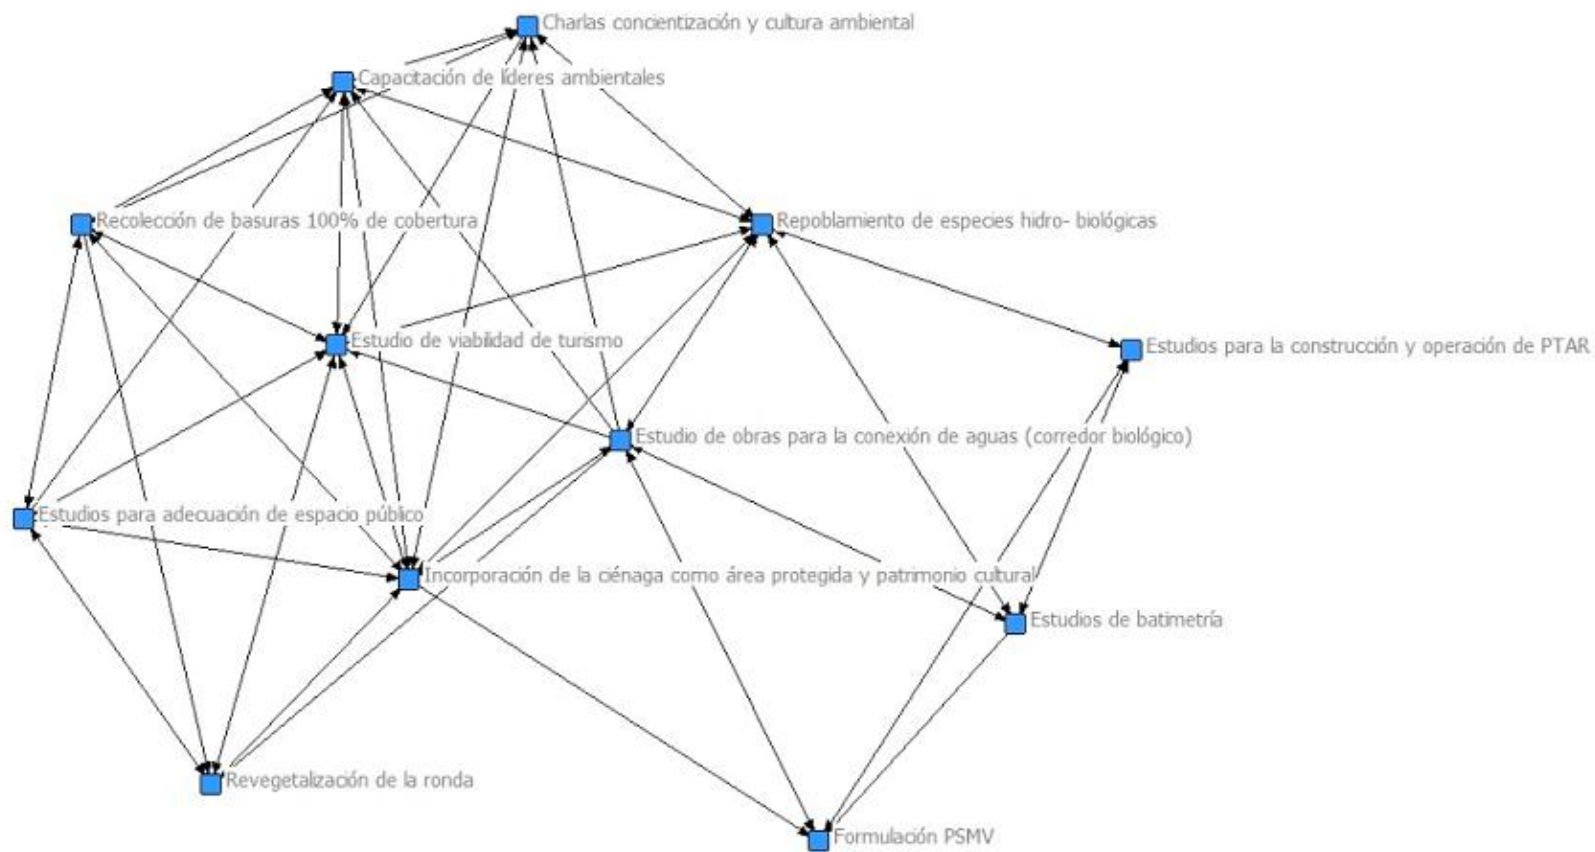 Charlas concientización y cultura ambiental
Capacitación de líderes ambientales
Recolección de basuras 100% de cobertura
Repoblamiento de especies hidro- biológicas
Estudio de viabilidad de turismo
Estudios para la construcción y operación de PTAR
Estudio de obras para la conexión de aguas (corredor biológico)
Estudios para adecuación de espacio público
Incorporación de la ciénaga como área protegida y patrimonio cultural
Estudios de batimetría
Revegetalización de la ronda
Formulación PSMV